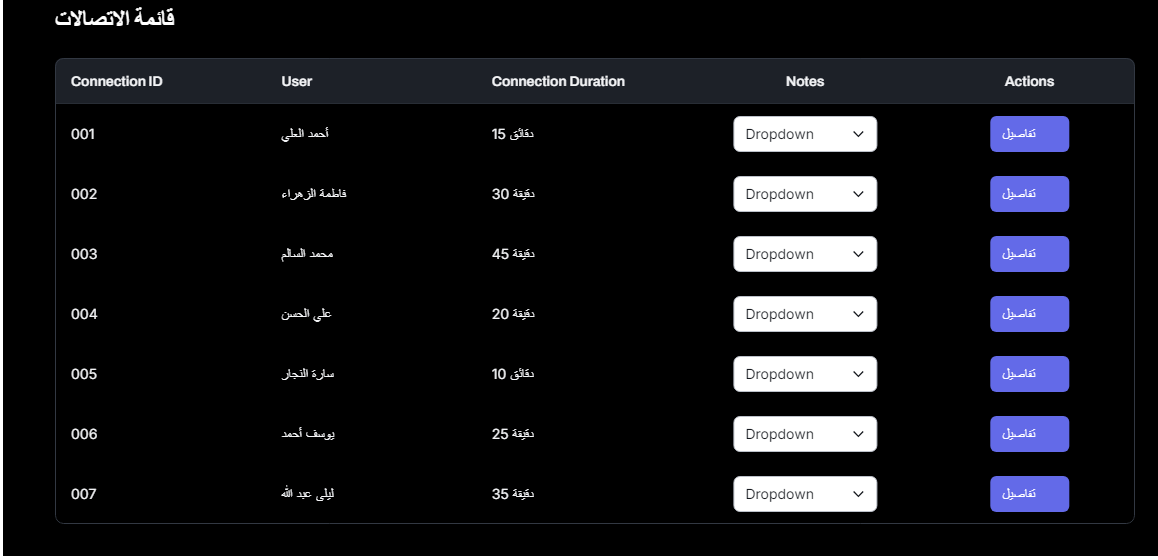 قائمة الاتصالات
Connection ID User Connection Duration Notes Actions
001 أحمد العلي 15 دقائق Dropdown تفاصيل
002 فاطمة الزهراء 30 دقيقة Dropdown تفاصيل
003 محمد السالم 45 دقيقة Dropdown تفاصيل
004 علي الحسن 20 دقيقة Dropdown تفاصيل
005 سارة النجار 10 دقائق Dropdown تفاصيل
006 يوسف أحمد 25 دقيقة Dropdown تفاصيل
007 ليلى عبد الله 35 دقيقة Dropdown تفاصيل